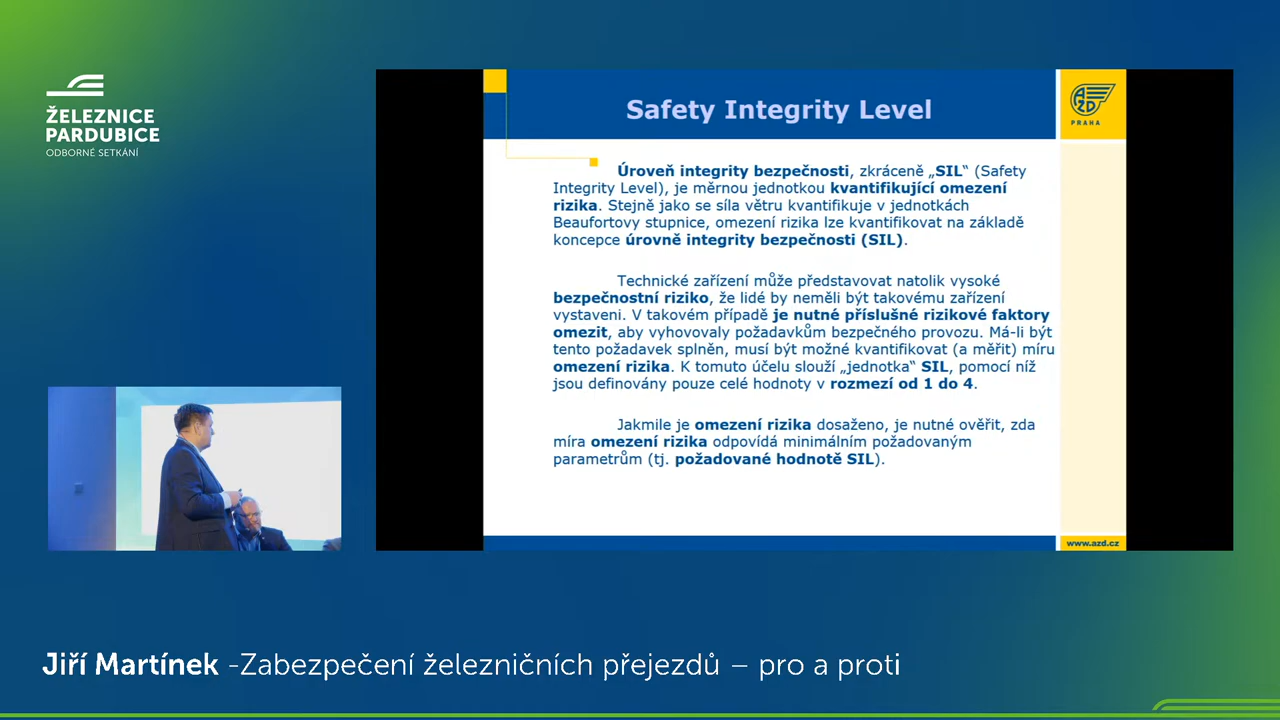 ŽELEZNICE
PARDUBICE
ODBORNÉ SETKÁNÍ
Safety Integrity Level
AŽD
PRAHA
Úroveň integrity bezpečnosti, zkráceně „SIL“ (Safety
Integrity Level), je měrnou jednotkou kvantifikující omezení
rizika. Stejně jako se síla větru kvantifikuje v jednotkách
Beaufortovy stupnice, omezení rizika lze kvantifikovat na základě
koncepce úrovně integrity bezpečnosti (SIL).
Technické zařízení může představovat natolik vysoké
bezpečnostní riziko, že lidé by neměli být takovému zařízení
vystaveni. V takovém případě je nutné příslušné rizikové faktory
omezit, aby vyhovovaly požadavkům bezpečného provozu. Má-li být
tento požadavek splněn, musí být možné kvantifikovat (a měřit) míru
omezení rizika. K tomuto účelu slouží „jednotka“ SIL, pomocí níž
jsou definovány pouze celé hodnoty v rozmezí od 1 do 4.
Jakmile je omezení rizika dosaženo, je nutné ověřit, zda
míra omezení rizika odpovídá minimálním požadovaným
parametrům (tj. požadované hodnotě SIL).
www.azd.cz
Jiří Martínek -Zabezpečení železničních přejezdů – pro a proti